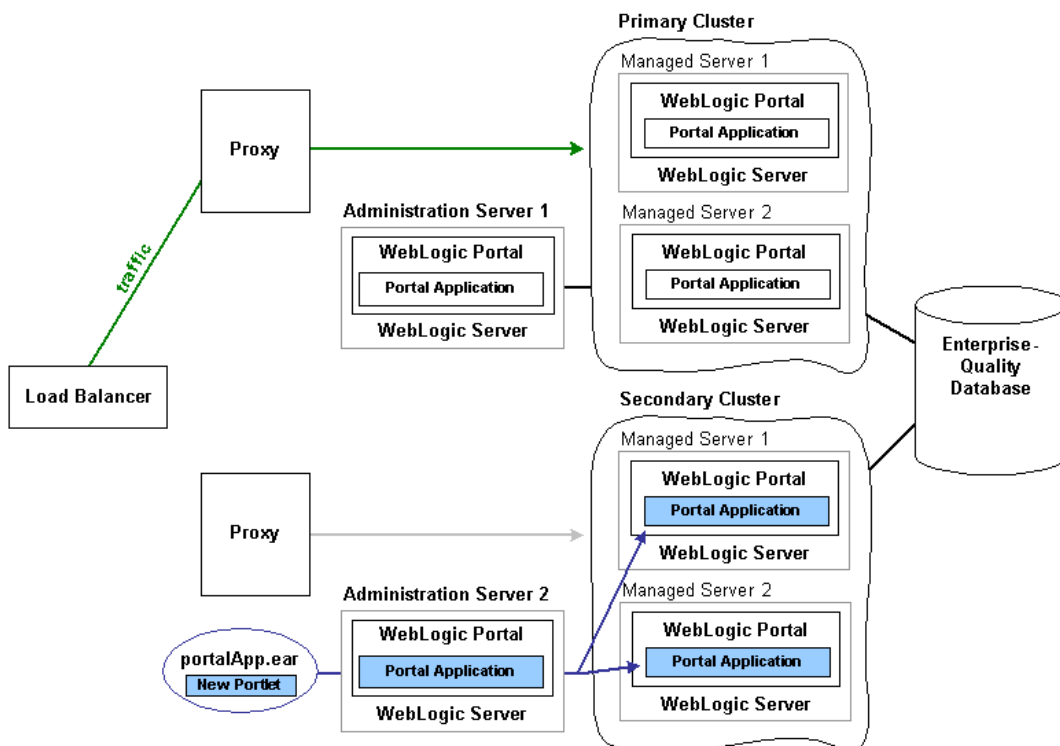 Primary Cluster
Managed Server 1
WebLogic Portal
Portal Application
WebLogic Server
Proxy
traffic
Load Balancer
Administration Server 1
WebLogic Portal
Portal Application
WebLogic Server
Managed Server 2
WebLogic Portal
Portal Application
WebLogic Server
Enterprise-
Quality
Database
Secondary Cluster
Managed Server 1
WebLogic Portal
Portal Application
WebLogic Server
Proxy
Administration Server 2
WebLogic Portal
Portal Application
WebLogic Server
portalApp.ear
New Portlet
Managed Server 2
WebLogic Portal
Portal Application
WebLogic Server